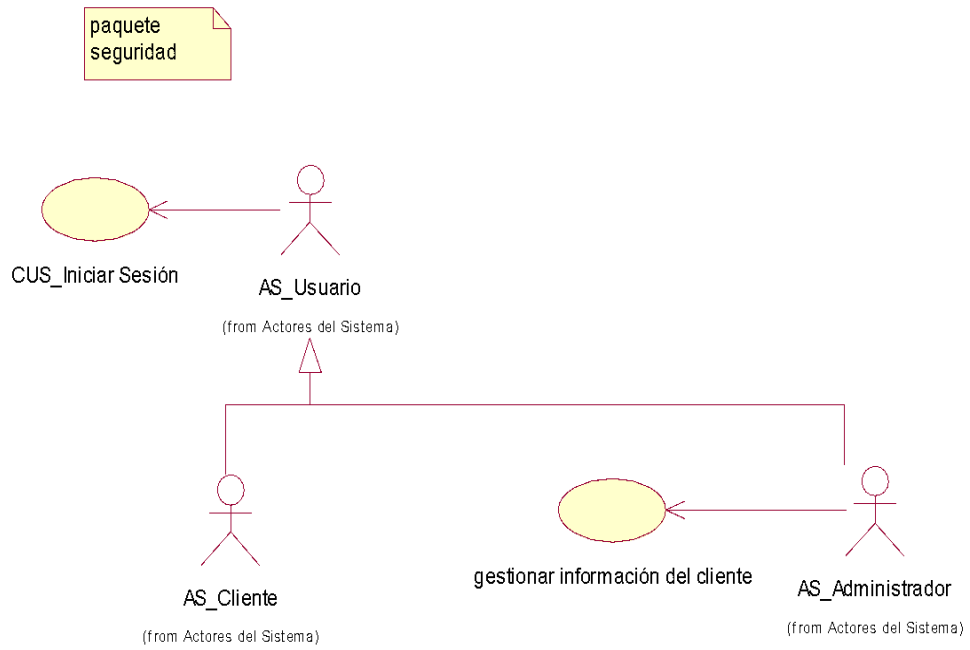 paquete
seguridad
CUS_Iniciar Sesión
AS_Usuario
(from Actores del Sistema)
gestionar información del cliente
AS_Cliente
(from Actores del Sistema)
AS_Administrador
(from Actores del Sistema)